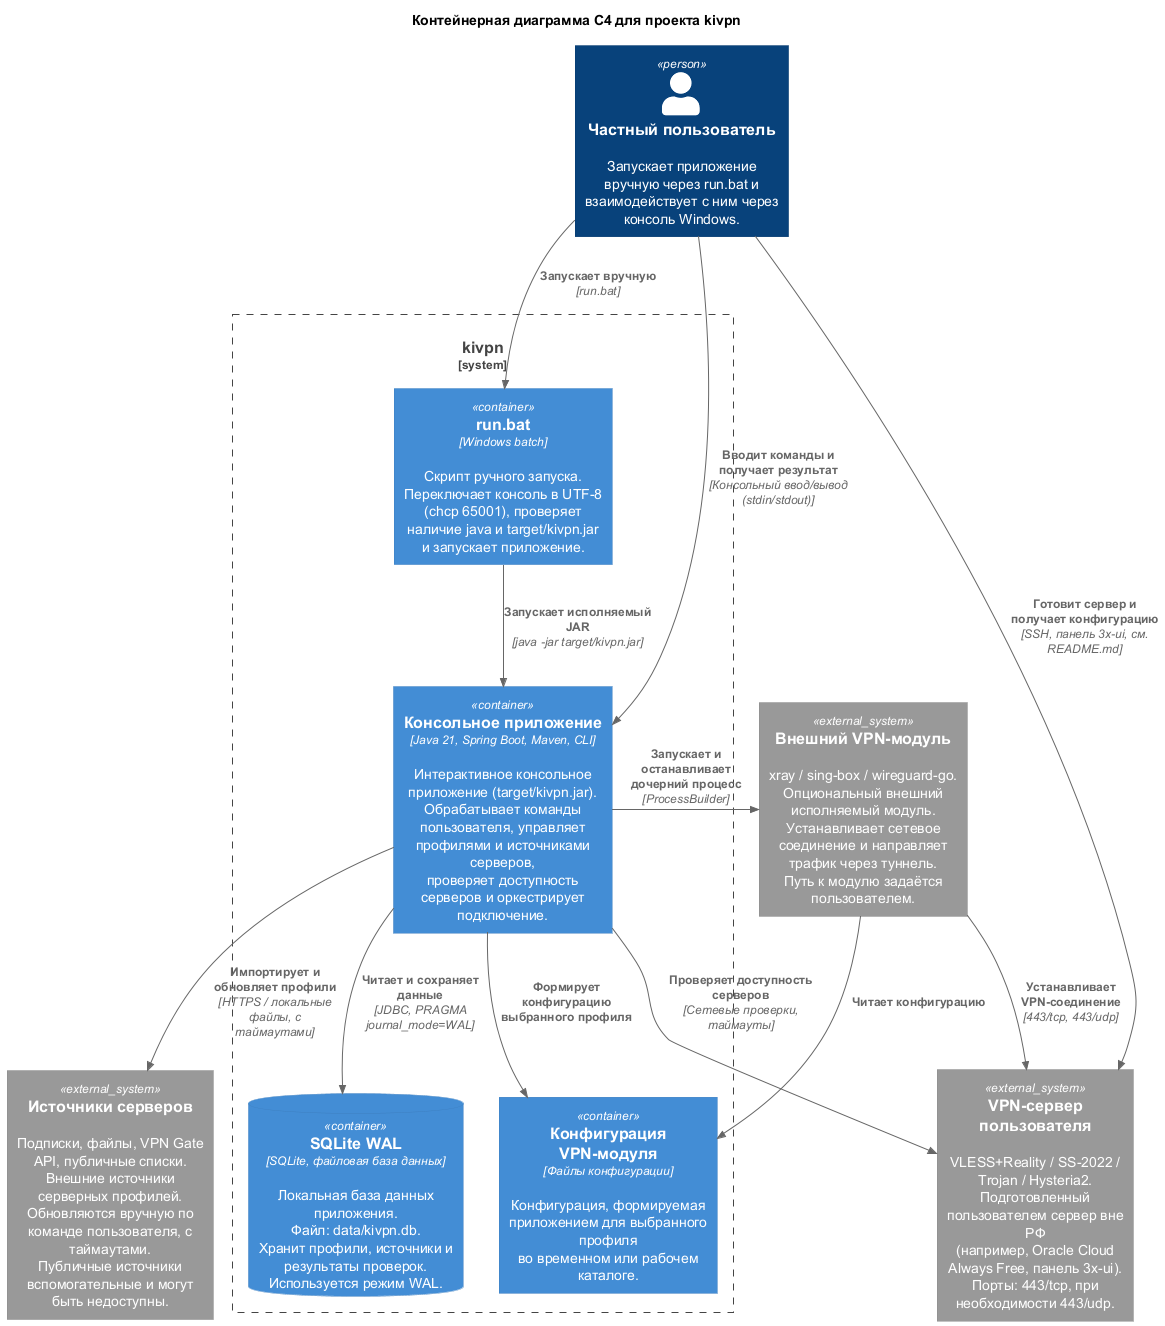 Контейнерная диаграмма C4 для проекта kivpn
«person»
Частный пользователь
Запускает приложение
вручную через run.bat и
взаимодействует с ним через
консоль Windows.
Запускает вручную
[run.bat]
kivpn
[system]
«container»
run.bat
[Windows batch]
Скрипт ручного запуска.
Переключает консоль в UTF-8
(chcp 65001), проверяет
наличие java и target/kivpn.jar
и запускает приложение.
Вводит команды и
получает результат
[Консольный ввод/вывод
(stdin/stdout)]
Готовит сервер и
получает конфигурацию
[SSH, панель 3x-ui, см.
README.md]
Запускает исполняемый
JAR
[java -jar target/kivpn.jar]
«container»
Консольное приложение
[Java 21, Spring Boot, Maven, CLI]
Интерактивное консольное
приложение (target/kivpn.jar).
Обрабатывает команды
пользователя, управляет
профилями и источниками
серверов,
проверяет доступность
серверов и оркестрирует
подключение.
Запускает и
останавливает
дочерний процесс
[ProcessBuilder]
«external_system»
Внешний VPN-модуль
xray / sing-box / wireguard-go.
Опциональный внешний
исполняемый модуль.
Устанавливает сетевое
соединение и направляет
трафик через туннель.
Путь к модулю задаётся
пользователем.
Импортирует и
обновляет профили
[HTTPS / локальные
файлы, с
таймаутами]
Читает и сохраняет
данные
[JDBC, PRAGMA
journal_mode=WAL]
Формирует
конфигурацию
выбранного профиля
Проверяет доступность
серверов
[Сетевые проверки,
таймауты]
Читает конфигурацию
Устанавливает
VPN-соединение
[443/tcp, 443/udp]
«external_system»
Источники серверов
Подписки, файлы, VPN Gate
API, публичные списки.
Внешние источники
серверных профилей.
Обновляются вручную по
команде пользователя, с
таймаутами.
Публичные источники
вспомогательные и могут
быть недоступны.
«container»
SQLite WAL
[SQLite, файловая база данных]
Локальная база данных
приложения.
Файл: data/kivpn.db.
Хранит профили, источники и
результаты проверок.
Используется режим WAL.
«container»
Конфигурация
VPN-модуля
[Файлы конфигурации]
Конфигурация, формируемая
приложением для выбранного
профиля
во временном или рабочем
каталоге.
«external_system»
VPN-сервер
пользователя
VLESS+Reality / SS-2022 /
Trojan / Hysteria2.
Подготовленный
пользователем сервер вне
РФ
(например, Oracle Cloud
Always Free, панель 3x-ui).
Порты: 443/tcp, при
необходимости 443/udp.